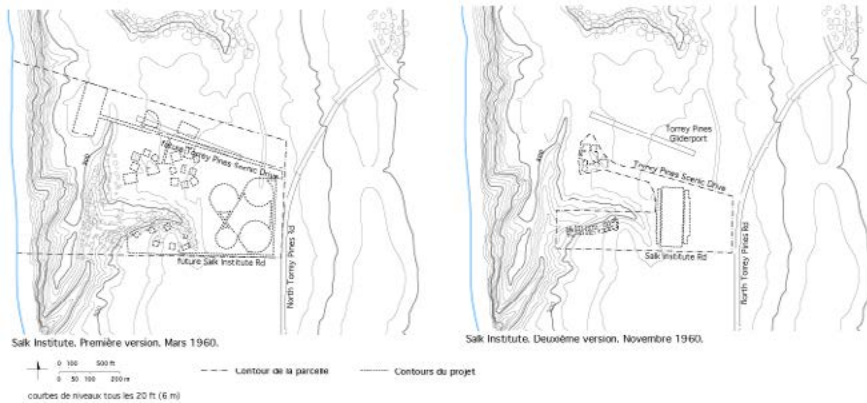 future Torrey Pines Scenic Drive
future Salk Institute Rd
North Torrey Pines Rd
Salk Institute. Première version. Mars 1960.
Torrey Pines
Gliderport
Torrey Pines Scenic Drive
Salk Institute Rd
North Torrey Pines Rd
Salk Institute. Deuxième version. Novembre 1960.
0 100 500 ft
0 50 100 200 m
Contour de la parcelle
Contours du projet
courbes de niveaux tous les 20 ft (6 m)